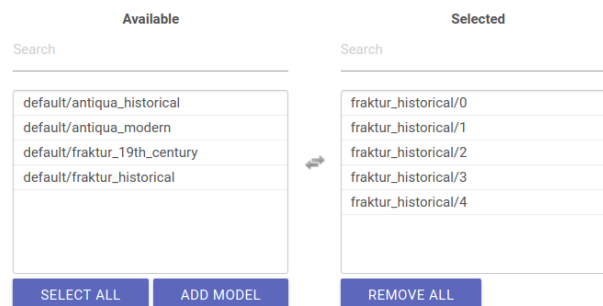 Available
Search
default/antiqua_historical
default/antiqua_modern
default/fraktur_19th_century
default/fraktur_historical
SELECT ALL
ADD MODEL
Selected
Search
fraktur_historical/0
fraktur_historical/1
fraktur_historical/2
fraktur_historical/3
fraktur_historical/4
REMOVE ALL